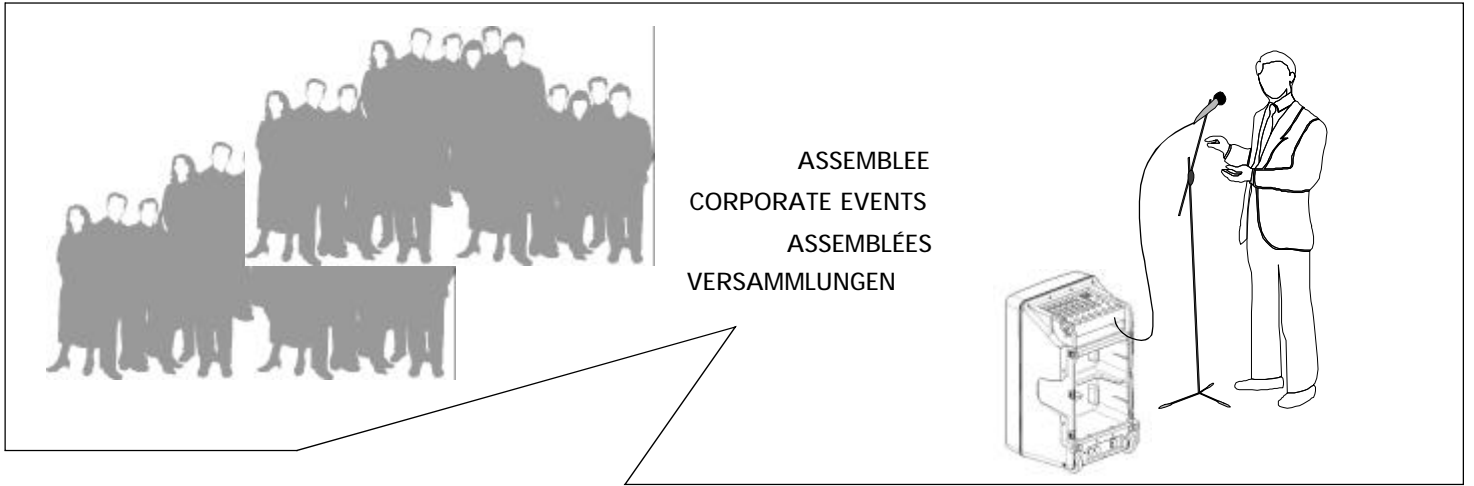 ASSEMBLEE
CORPORATE EVENTS
ASSEMBLÉES
VERSAMMLUNGEN